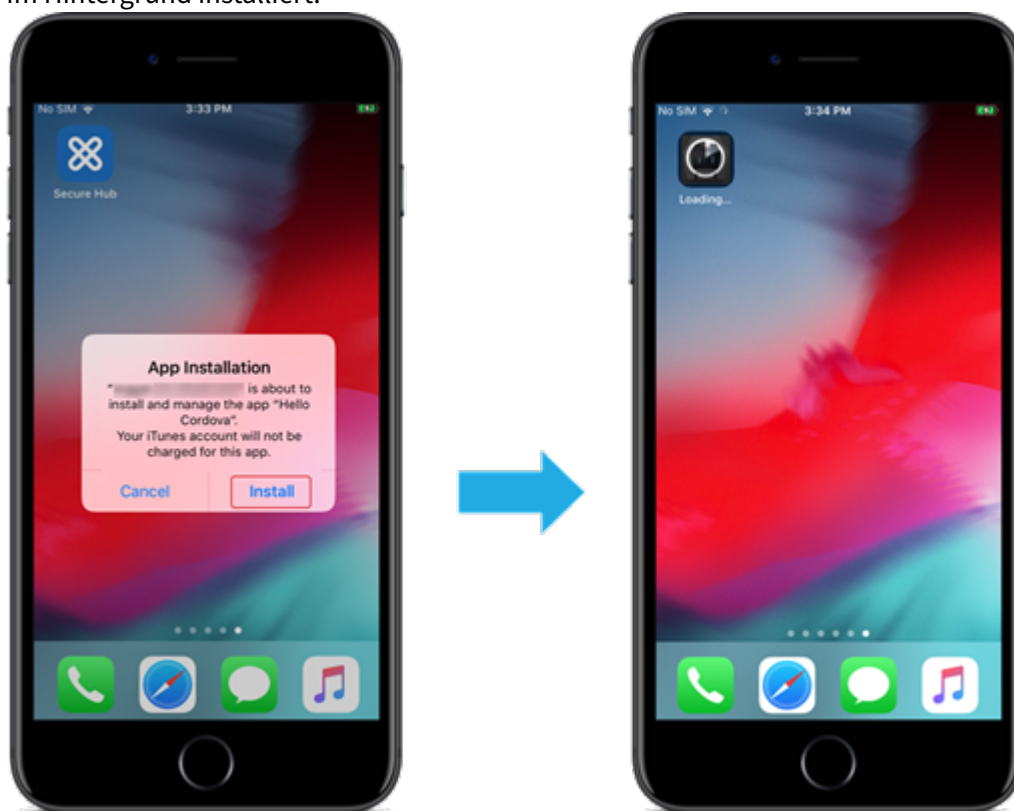 im Hintergrund installiert.
No SIM
3:33 PM
Secure Hub
App Installation
" is about to
install and manage the app "Hello
Cordova".
Your iTunes account will not be
charged for this app.
Cancel
Install
No SIM
3:34 PM
Loading...